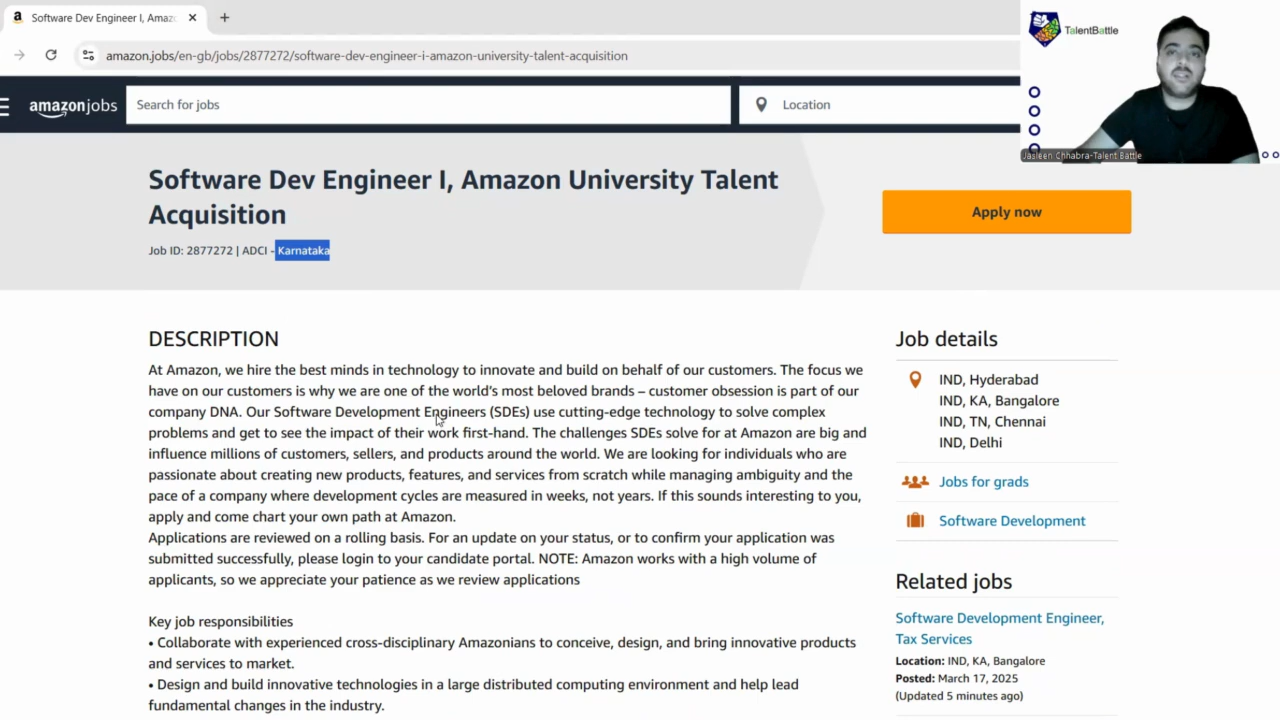 Software Dev Engineer I, Amaz
amazon.jobs/en-gb/jobs/2877272/software-dev-engineer-i-amazon-university-talent-acquisition
TalentBattle
amazonjobs
Search for jobs
Location
Jasleen Chhabra-Talent Battle
Software Dev Engineer I, Amazon University Talent
Acquisition
Apply now
Job ID: 2877272 | ADCI - Karnataka
DESCRIPTION
At Amazon, we hire the best minds in technology to innovate and build on behalf of our customers. The focus we
have on our customers is why we are one of the world's most beloved brands – customer obsession is part of our
company DNA. Our Software Development Engineers (SDEs) use cutting-edge technology to solve complex
problems and get to see the impact of their work first-hand. The challenges SDEs solve for at Amazon are big and
influence millions of customers, sellers, and products around the world. We are looking for individuals who are
passionate about creating new products, features, and services from scratch while managing ambiguity and the
pace of a company where development cycles are measured in weeks, not years. If this sounds interesting to you,
apply and come chart your own path at Amazon.
Applications are reviewed on a rolling basis. For an update on your status, or to confirm your application was
submitted successfully, please login to your candidate portal. NOTE: Amazon works with a high volume of
applicants, so we appreciate your patience as we review applications
Key job responsibilities
• Collaborate with experienced cross-disciplinary Amazonians to conceive, design, and bring innovative products
and services to market.
• Design and build innovative technologies in a large distributed computing environment and help lead
fundamental changes in the industry.
Job details
IND, Hyderabad
IND, KA, Bangalore
IND, TN, Chennai
IND, Delhi
Jobs for grads
Software Development
Related jobs
Software Development Engineer,
Tax Services
Location: IND, KA, Bangalore
Posted: March 17, 2025
(Updated 5 minutes ago)